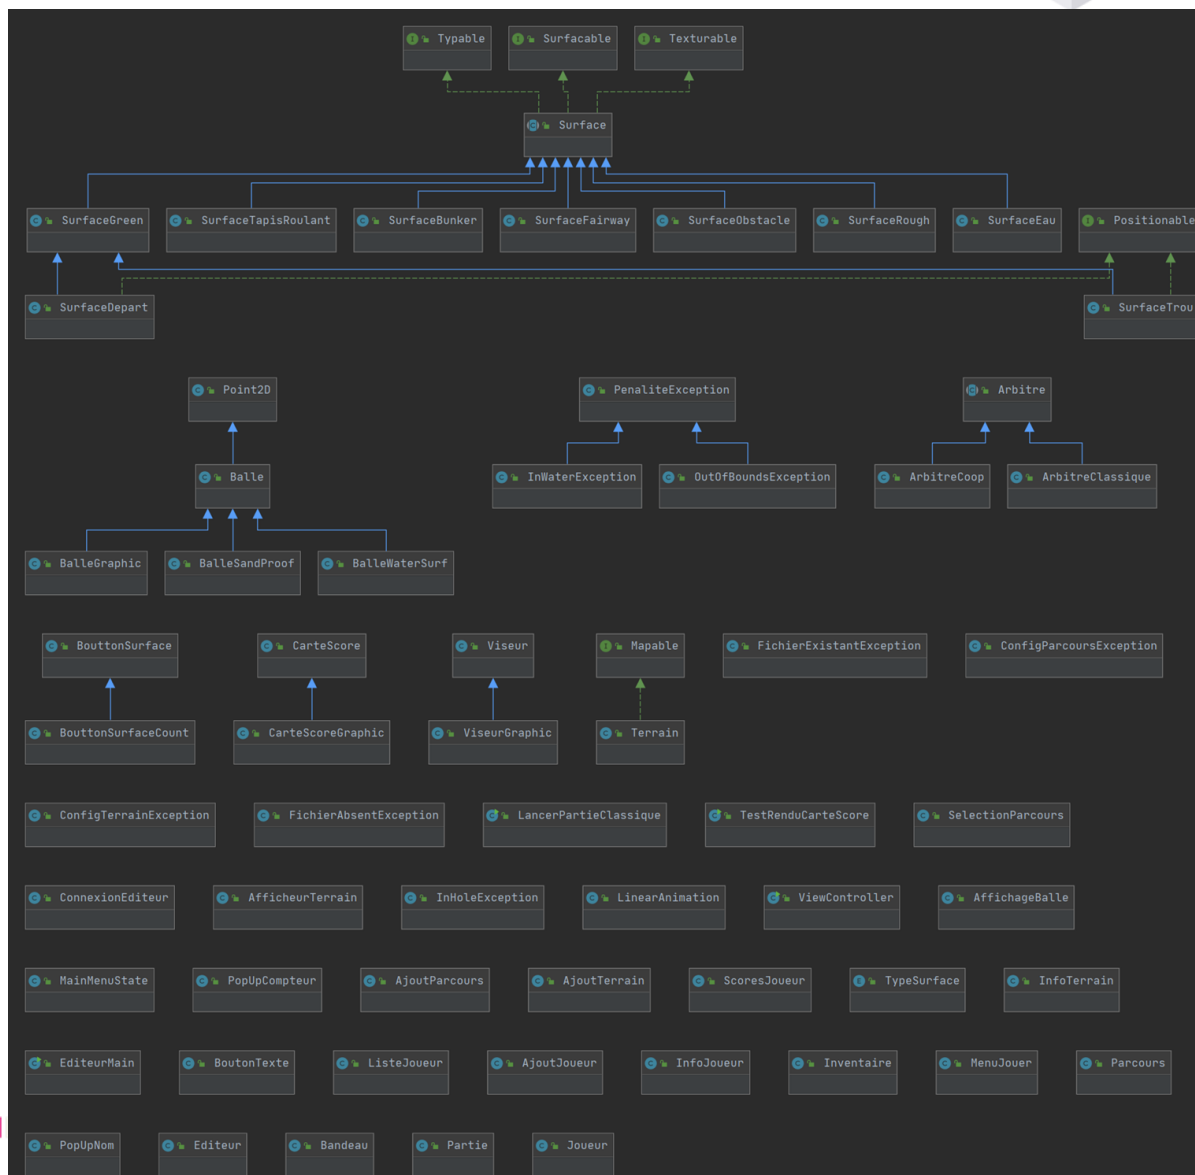 Typable Surfacable Texturable
Surface
SurfaceGreen SurfaceTapisRoulant SurfaceBunker SurfaceFairway SurfaceObstacle SurfaceRough SurfaceEau Positionable
SurfaceDepart SurfaceTrou
Point2D PenaliteException Arbitre
Balle InWaterException OutOfBoundsException ArbitreCoop ArbitreClassique
BalleGraphic BalleSandProof BalleWaterSurf
BouttonSurface CarteScore Viseur Mapable FichierExistantException ConfigParcoursException
BouttonSurfaceCount CarteScoreGraphic ViseurGraphic Terrain
ConfigTerrainException FichierAbsentException LancerPartieClassique TestRenduCarteScore SelectionParcours
ConnexionEditeur AfficheurTerrain InHoleException LinearAnimation ViewController AffichageBalle
MainMenuState PopUpCompteur AjoutParcours AjoutTerrain ScoresJoueur TypeSurface InfoTerrain
EditeurMain BoutonTexte ListeJoueur AjoutJoueur InfoJoueur Inventaire MenuJouer Parcours
PopUpNom Editeur Bandeau Partie Joueur